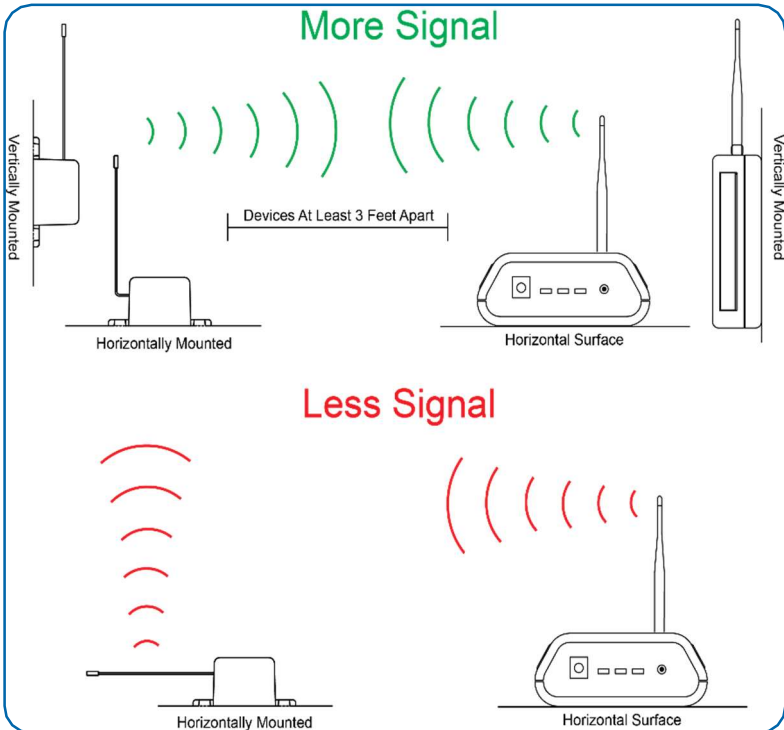 More Signal
Vertically Mounted
Devices At Least 3 Feet Apart
Vertically Mounted
Horizontally Mounted
Horizontal Surface
Less Signal
Horizontally Mounted
Horizontal Surface